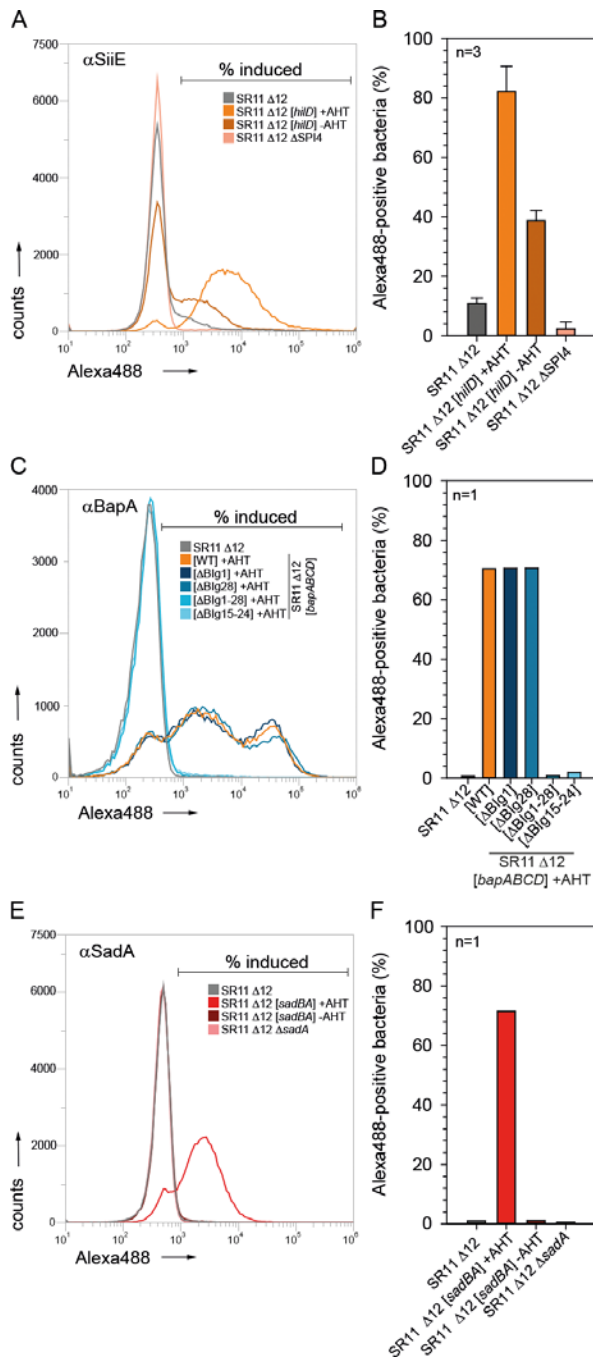 A
αSiiE
7500
6000
4000
2000
0
counts
10¹ 10² 10³ 10⁴ 10⁵ 10⁶
Alexa488
% induced
SR11 Δ12
SR11 Δ12 [hilD] +AHT
SR11 Δ12 [hilD] -AHT
SR11 Δ12 ΔSPI4
B
n=3
Alexa488-positive bacteria (%)
100
80
60
40
20
0
SR11 Δ12
SR11 Δ12 [hilD] +AHT
SR11 Δ12 [hilD] -AHT
SR11 Δ12 ΔSPI4
C
αBapA
4000
3000
2000
1000
0
counts
10¹ 10² 10³ 10⁴ 10⁵ 10⁶
Alexa488
% induced
SR11 Δ12
[WT] +AHT
[ΔBIg1] +AHT
[ΔBIg28] +AHT
[ΔBIg1-28] +AHT
[ΔBIg15-24] +AHT
SR11 Δ12
[bapABCD]
D
n=1
Alexa488-positive bacteria (%)
100
80
60
40
20
0
SR11 Δ12
[WT]
[ΔBIg1]
[ΔBIg28]
[ΔBIg1-28]
[ΔBIg15-24]
SR11 Δ12
[bapABCD] +AHT
E
αSadA
7500
6000
4000
2000
0
counts
10¹ 10² 10³ 10⁴ 10⁵ 10⁶
Alexa488
% induced
SR11 Δ12
SR11 Δ12 [sadBA] +AHT
SR11 Δ12 [sadBA] -AHT
SR11 Δ12 ΔsadA
F
n=1
Alexa488-positive bacteria (%)
100
80
60
40
20
0
SR11 Δ12
SR11 Δ12 [sadBA] +AHT
SR11 Δ12 [sadBA] -AHT
SR11 Δ12 ΔsadA